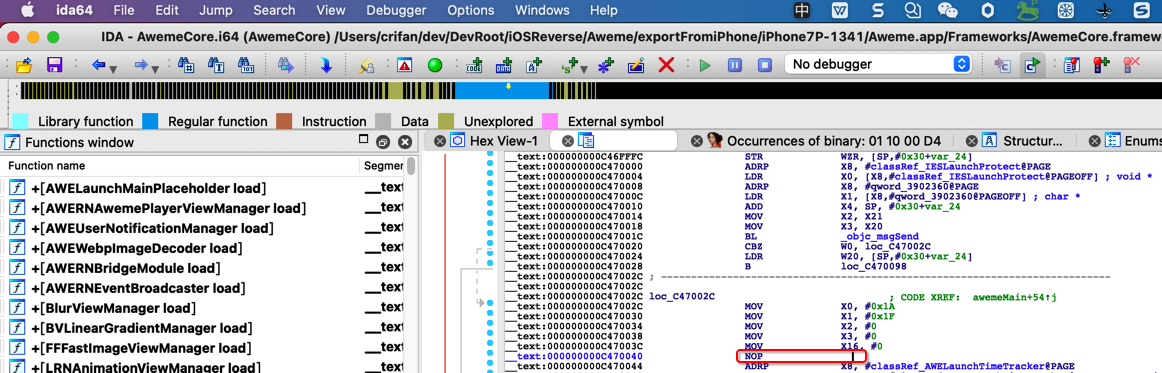 ida64 File Edit Jump Search View Debugger Options Windows Help
IDA - AwemeCore.i64 (AwemeCore) /Users/crifan/dev/DevRoot/iOSReverse/Aweme/exportFromiPhone/iPhone7P-1341/Aweme.app/Frameworks/AwemeCore.framew
No debugger
Library function Regular function Instruction Data Unexplored External symbol
Functions window
Hex View-1 Occurrences of binary: 01 10 00 D4 Structur... Enums
Function name Segmer
+[AWELaunchMainPlaceholder load] __text
+[AWERNAwemePlayerViewManager load] __text
+[AWEUserNotificationManager load] __text
+[AWEWebpImageDecoder load] __text
+[AWERNBridgeModule load] __text
+[AWERNEventBroadcaster load] __text
+[BlurViewManager load] __text
+[BVLinearGradientManager load] __text
+[FFFastImageViewManager load] __text
+[LRNAnimationViewManager load] __text
__text:000000000C46FFFC STR WZR, [SP,#0x30+var_24]
__text:000000000C470000 ADRP X8, #classRef_IESLaunchProtect@PAGE
__text:000000000C470004 LDR X0, [X8,#classRef_IESLaunchProtect@PAGEOFF] ; void *
__text:000000000C470008 ADRP X8, #qword_3902360@PAGE
__text:000000000C47000C LDR X1, [X8,#qword_3902360@PAGEOFF] ; char *
__text:000000000C470010 ADD X4, SP, #0x30+var_24
__text:000000000C470014 MOV X2, X21
__text:000000000C470018 MOV X3, X20
__text:000000000C47001C BL _objc_msgSend
__text:000000000C470020 CBZ W0, loc_C47002C
__text:000000000C470024 LDR W20, [SP,#0x30+var_24]
__text:000000000C470028 B loc_C470098
__text:000000000C47002C ; ---------------------------------------------------------------------------
__text:000000000C47002C
__text:000000000C47002C loc_C47002C ; CODE XREF: awemeMain+54↑j
__text:000000000C47002C MOV X0, #0x1A
__text:000000000C470030 MOV X1, #0x1F
__text:000000000C470034 MOV X2, #0
__text:000000000C470038 MOV X3, #0
__text:000000000C47003C MOV X16, #0
__text:000000000C470040 NOP
__text:000000000C470044 ADRP X8, #classRef_AWELaunchTimeTracker@PAGE